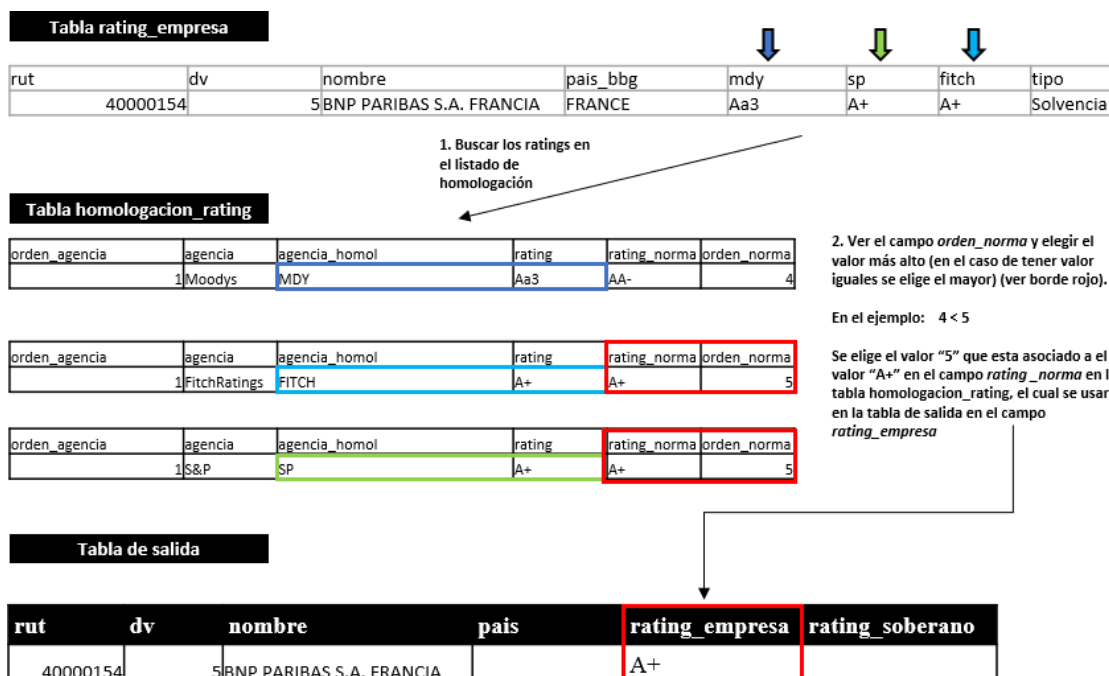 Tabla rating_empresa
rut dv nombre pais_bbg mdy sp fitch tipo
40000154 5 BNP PARIBAS S.A. FRANCIA FRANCE Aa3 A+ A+ Solvencia
1. Buscar los ratings en
el listado de
homologación
Tabla homologacion_rating
orden_agencia agencia agencia_homol rating rating_norma orden_norma
1 Moodys MDY Aa3 AA- 4
orden_agencia agencia agencia_homol rating rating_norma orden_norma
1 FitchRatings FITCH A+ A+ 5
orden_agencia agencia agencia_homol rating rating_norma orden_norma
1 S&P SP A+ A+ 5
2. Ver el campo orden_norma y elegir el
valor más alto (en el caso de tener valor
iguales se elige el mayor) (ver borde rojo).
En el ejemplo: 4 < 5
Se elige el valor “5” que esta asociado a el
valor “A+” en el campo rating _norma en l
tabla homologacion_rating, el cual se usar
en la tabla de salida en el campo
rating_empresa
Tabla de salida
rut dv nombre pais rating_empresa rating_soberano
40000154 5 BNP PARIBAS S.A. FRANCIA A+